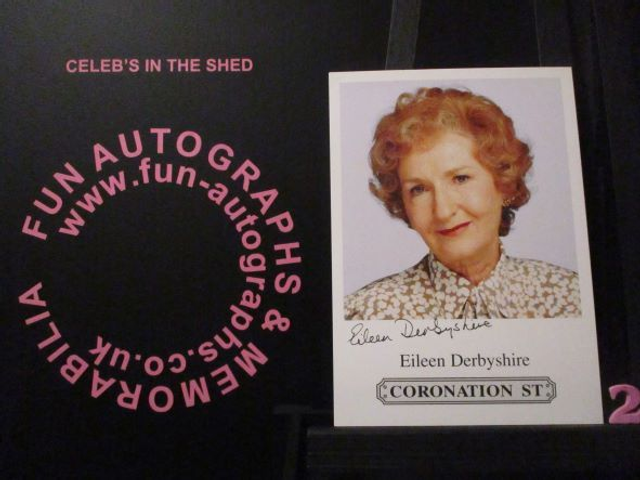 CELEB'S IN THE SHED
FUN AUTOGRAPHS & MEMORABILIA
www.fun-autographs.co.uk
Eileen Derbyshire
Eileen Derbyshire
CORONATION ST
2